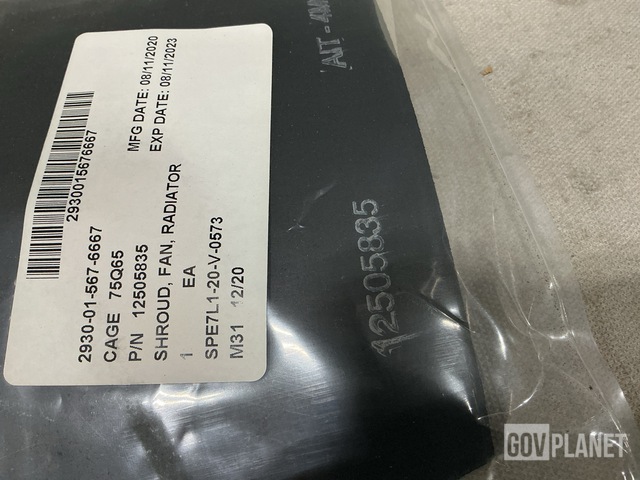 2930015676667
2930-01-567-6667
CAGE 75Q65
P/N 12505835
SHROUD, FAN, RADIATOR
1 EA
SPE7L1-20-V-0573
M31 12/20
MFG DATE: 08/11/2020
EXP DATE: 08/11/2023
12505835
GOVPLANET